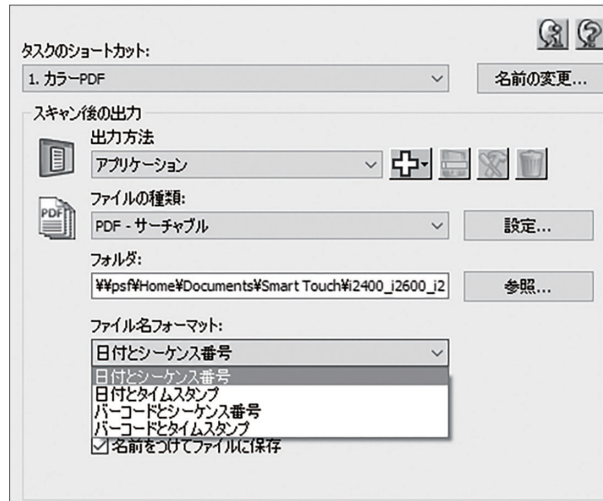 タスクのショートカット:
1. カラーPDF
名前の変更...
スキャン後の出力
出力方法
アプリケーション
PDF
ファイルの種類:
PDF - サーチャブル
設定...
フォルダ:
¥¥psf¥Home¥Documents¥Smart Touch¥i2400_i2600_i2
参照...
ファイル名フォーマット:
日付とシーケンス番号
日付とシーケンス番号
日付とタイムスタンプ
バーコードとシーケンス番号
バーコードとタイムスタンプ
名前をつけてファイルに保存